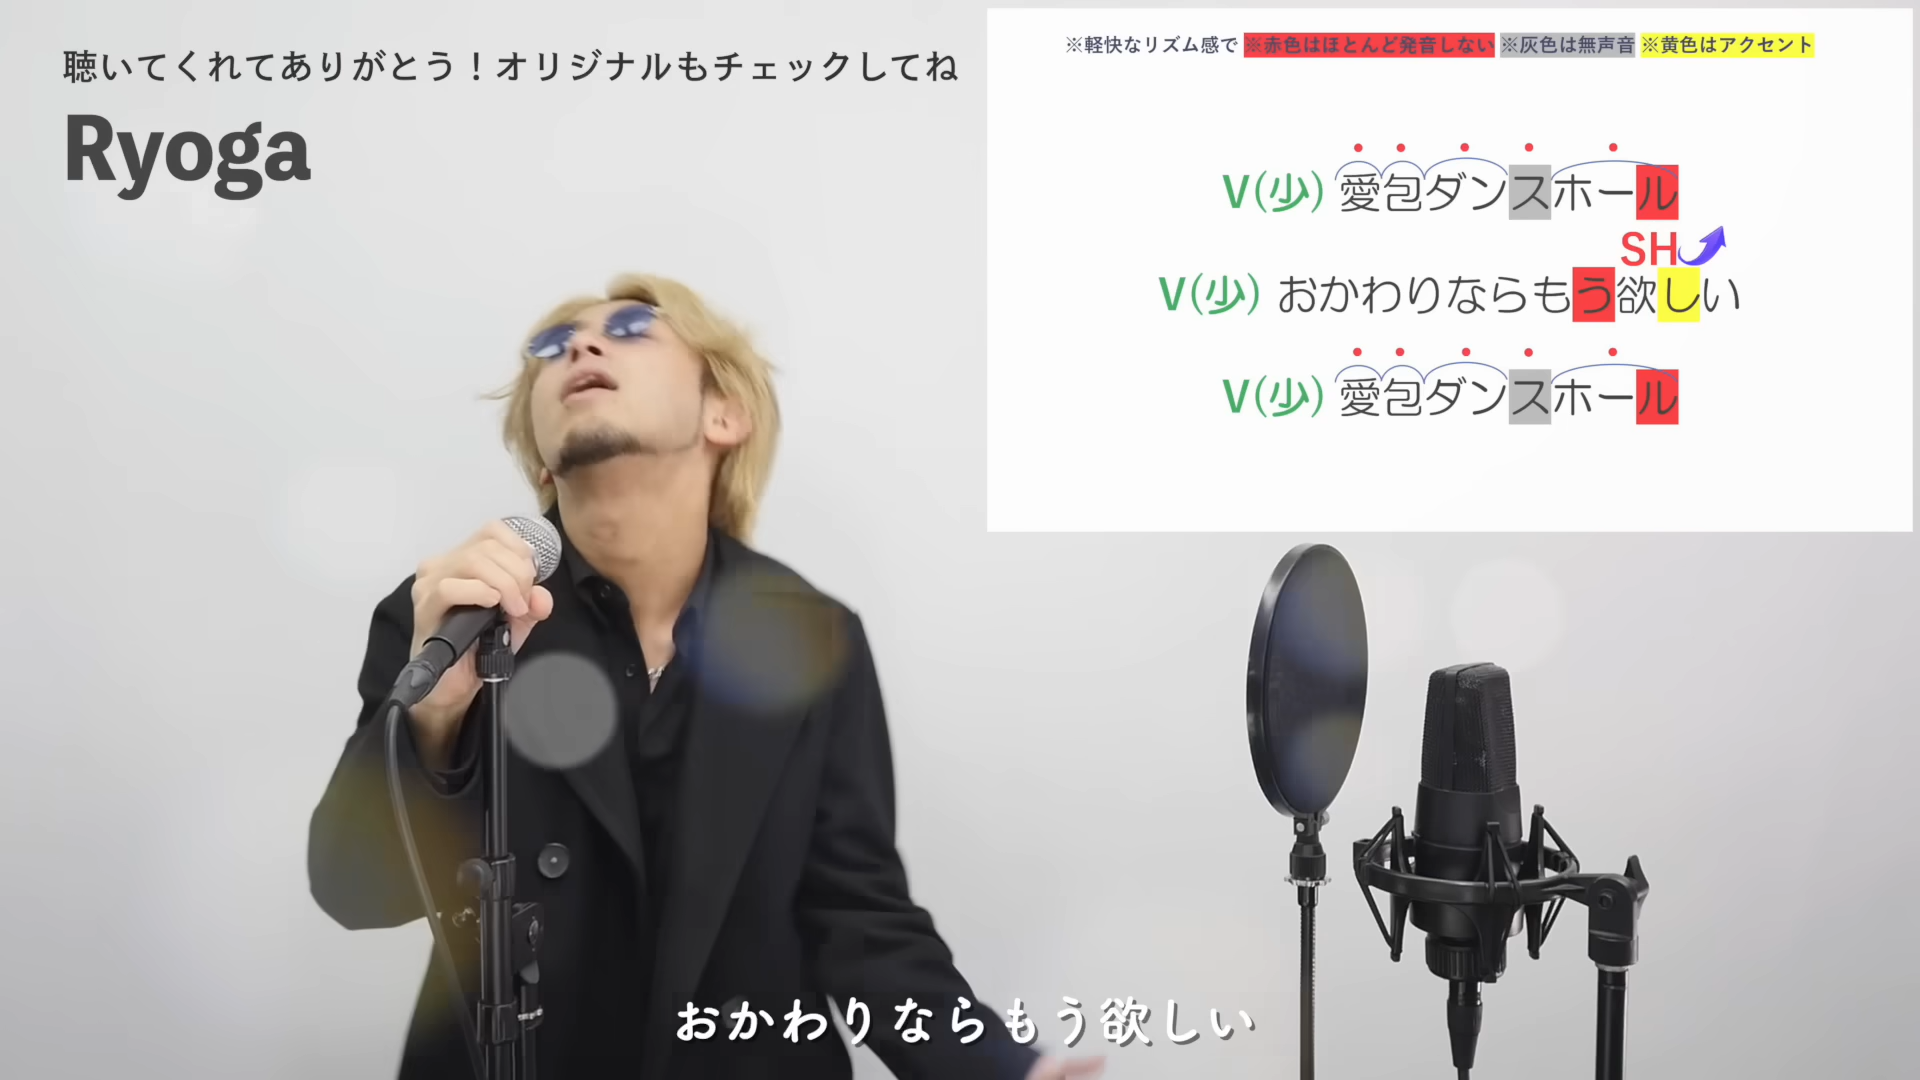 聴いてくれてありがとう！オリジナルもチェックしてね
Ryoga
※軽快なリズム感で ※赤色はほとんど発音しない ※灰色は無声音 ※黄色はアクセント
V(少) 愛包ダンスホール
SH
V(少) おかわりならもう欲しい
V(少) 愛包ダンスホール
おかわりならもう欲しい